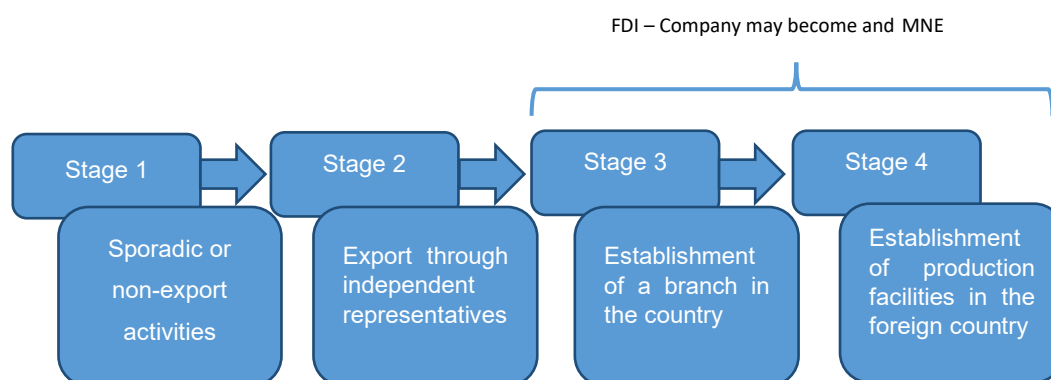 FDI – Company may become and MNE
Stage 1
Stage 2
Stage 3
Stage 4
Sporadic or
non-export
activities
Export through
independent
representatives
Establishment
of a branch in
the country
Establishment
of production
facilities in the
foreign country